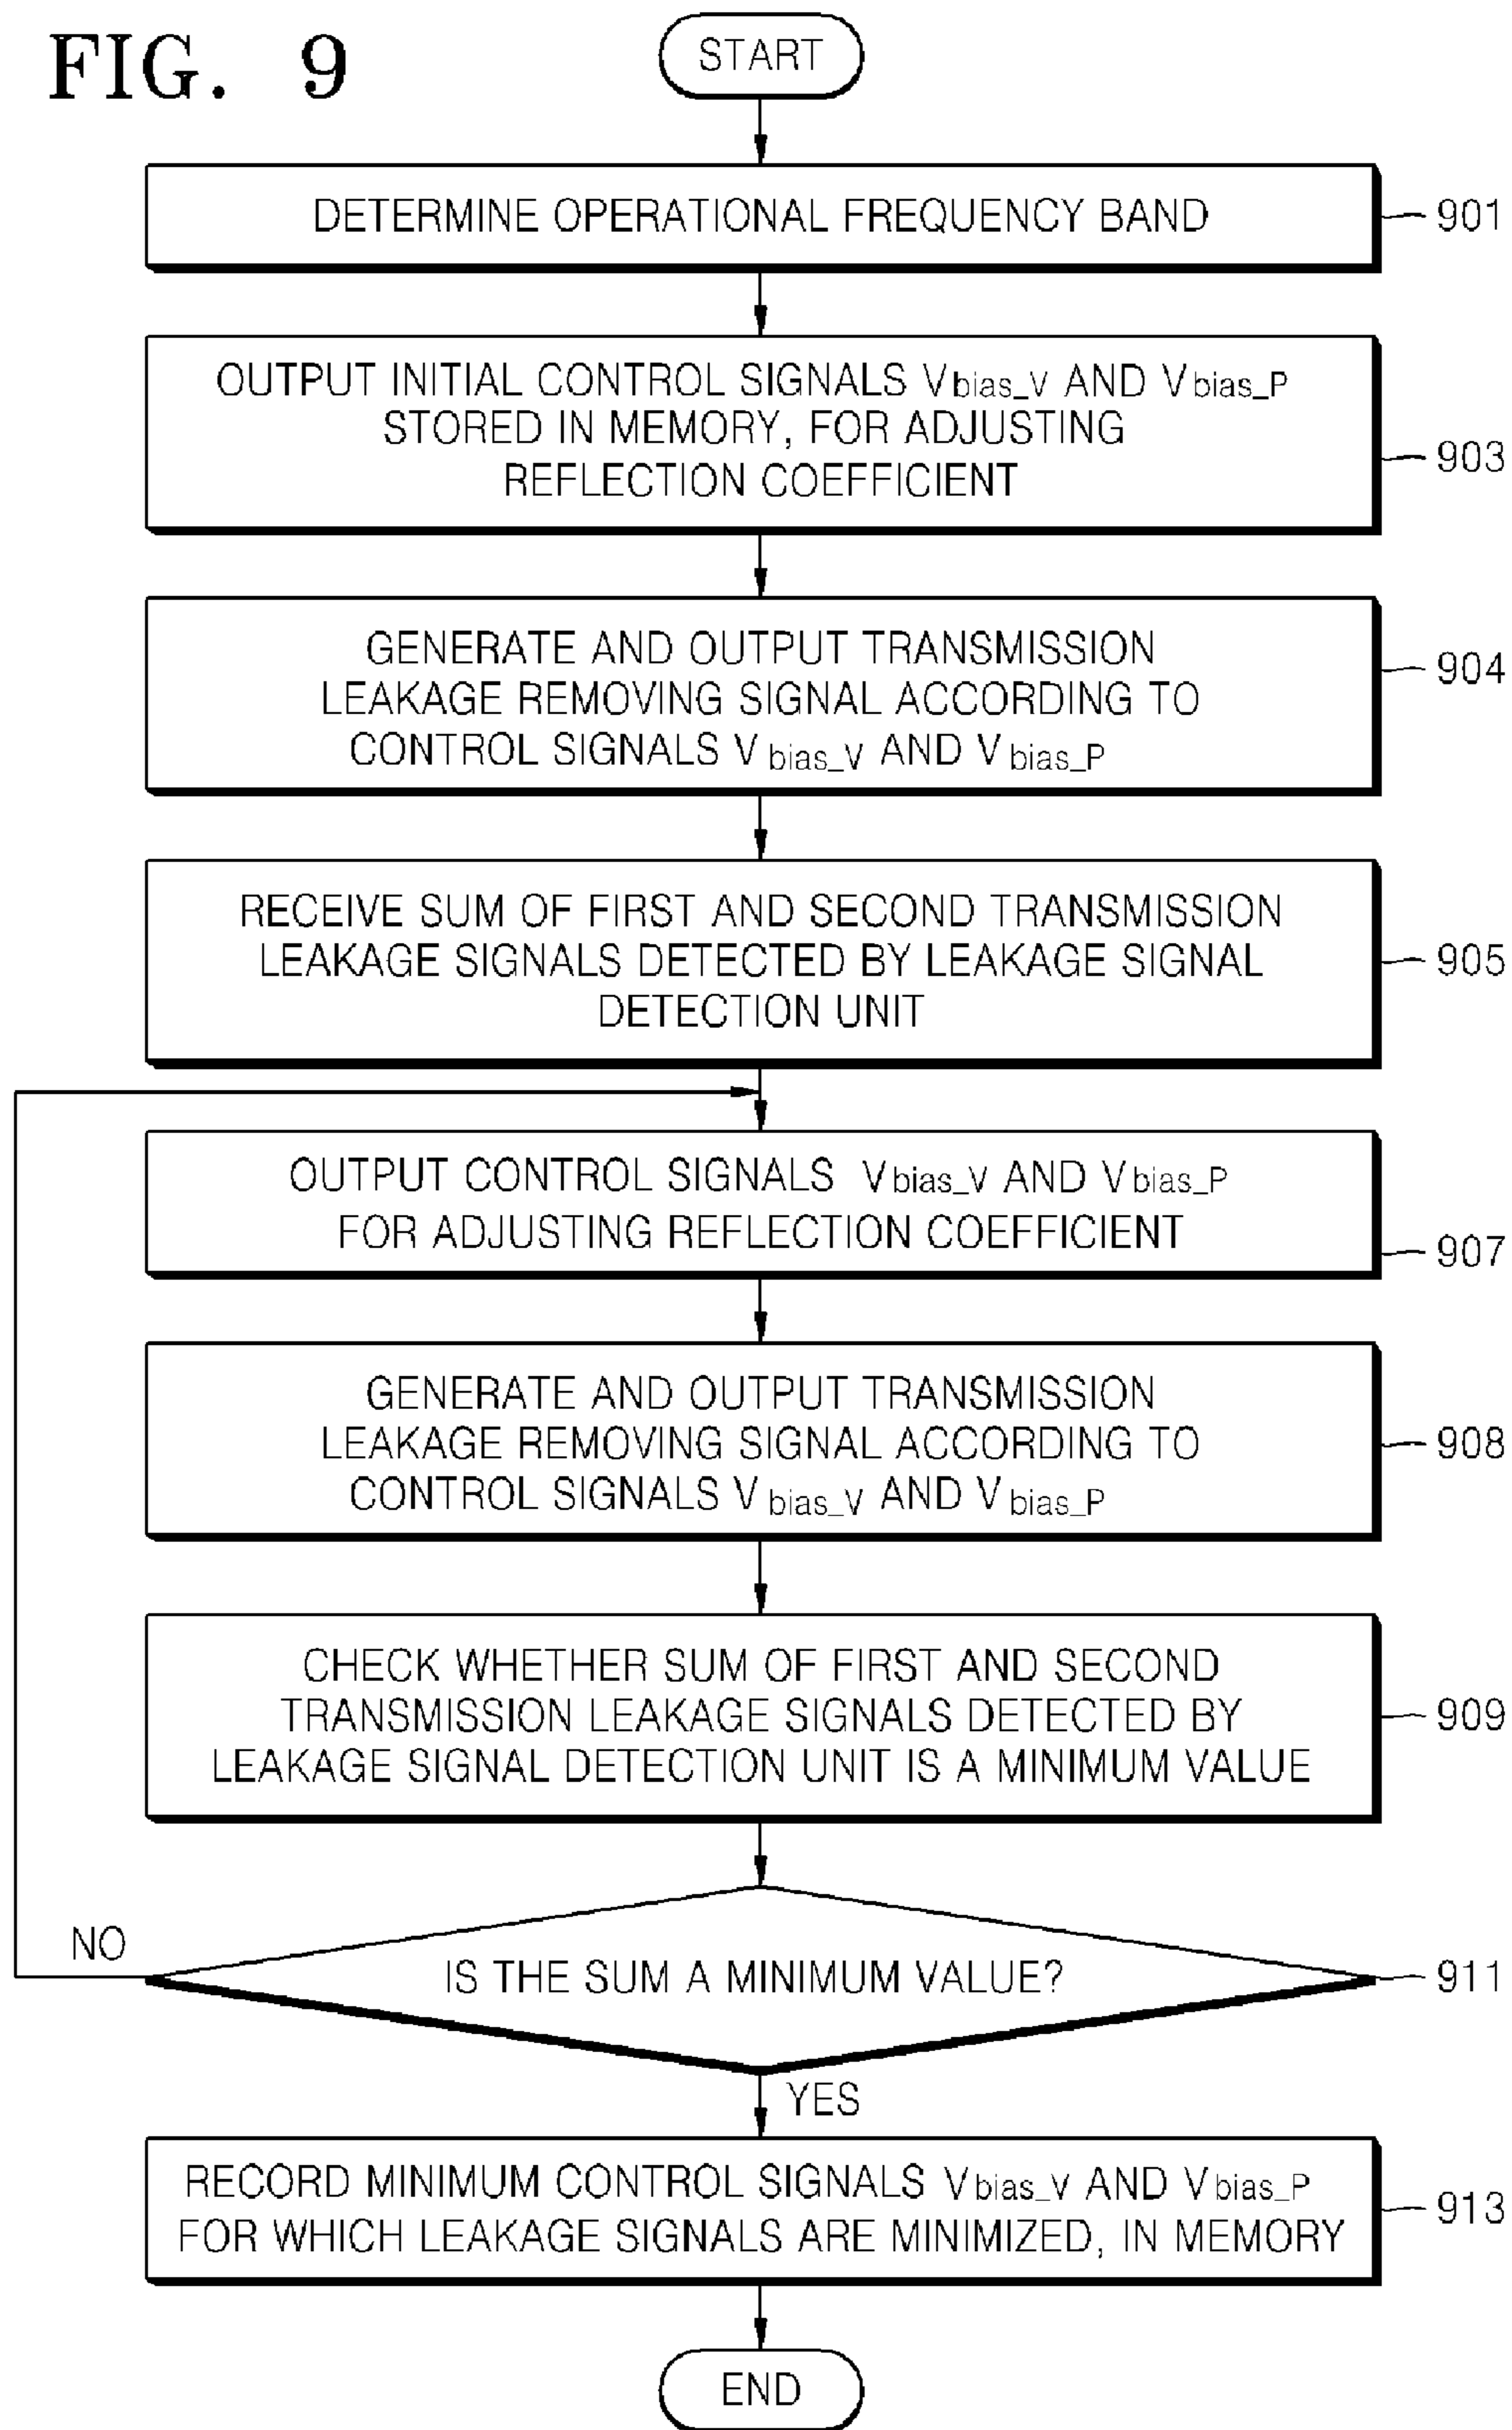 FIG. 9
START
DETERMINE OPERATIONAL FREQUENCY BAND
901
OUTPUT INITIAL CONTROL SIGNALS Vbias_V AND Vbias_P
STORED IN MEMORY, FOR ADJUSTING
REFLECTION COEFFICIENT
903
GENERATE AND OUTPUT TRANSMISSION
LEAKAGE REMOVING SIGNAL ACCORDING TO
CONTROL SIGNALS Vbias_V AND Vbias_P
904
RECEIVE SUM OF FIRST AND SECOND TRANSMISSION
LEAKAGE SIGNALS DETECTED BY LEAKAGE SIGNAL
DETECTION UNIT
905
OUTPUT CONTROL SIGNALS Vbias_V AND Vbias_P
FOR ADJUSTING REFLECTION COEFFICIENT
907
GENERATE AND OUTPUT TRANSMISSION
LEAKAGE REMOVING SIGNAL ACCORDING TO
CONTROL SIGNALS Vbias_V AND Vbias_P
908
CHECK WHETHER SUM OF FIRST AND SECOND
TRANSMISSION LEAKAGE SIGNALS DETECTED BY
LEAKAGE SIGNAL DETECTION UNIT IS A MINIMUM VALUE
909
NO
IS THE SUM A MINIMUM VALUE?
911
YES
RECORD MINIMUM CONTROL SIGNALS Vbias_V AND Vbias_P
FOR WHICH LEAKAGE SIGNALS ARE MINIMIZED, IN MEMORY
913
END